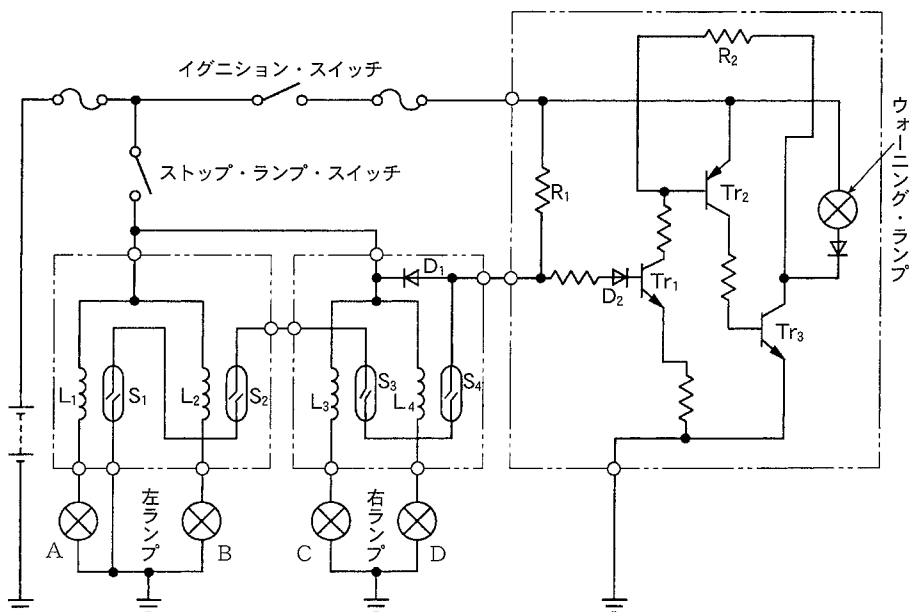 イグニション・スイッチ
ストップ・ランプ・スイッチ
R₂
ウォーニング・ランプ
R₁
Tr₂
D₁
D₂
Tr₁
Tr₃
L₁
S₁
L₂
S₂
L₃
S₃
L₄
S₄
A
左ランプ
B
C
右ランプ
D